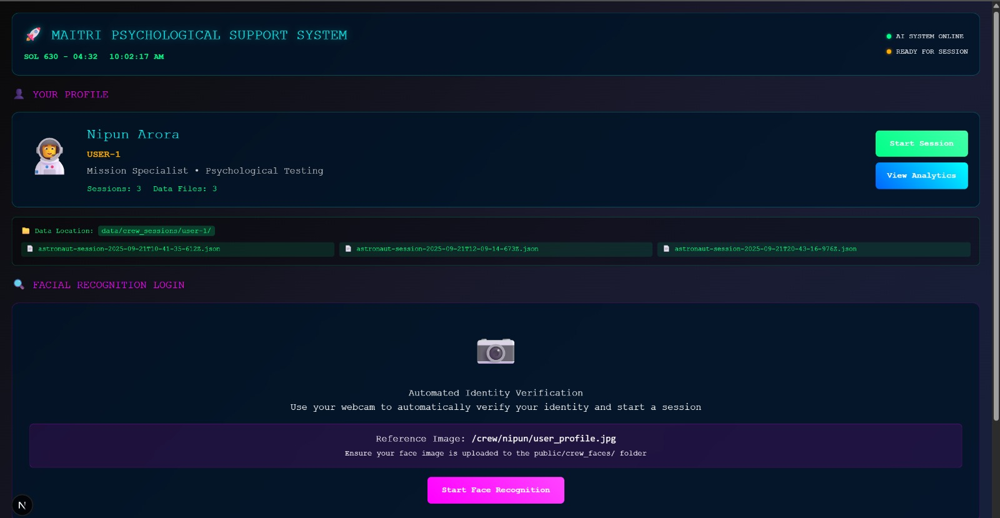 MAITRI PSYCHOLOGICAL SUPPORT SYSTEM
SOL 630 - 04:32 10:02:17 AM
AI SYSTEM ONLINE
READY FOR SESSION
YOUR PROFILE
Nipun Arora
USER-1
Mission Specialist • Psychological Testing
Sessions: 3 Data Files: 3
Start Session
View Analytics
Data Location: data/crew_sessions/user-1/
astronaut-session-2025-09-21T10-41-35-612Z.json
astronaut-session-2025-09-21T12-09-14-673Z.json
astronaut-session-2025-09-21T20-43-16-976Z.json
FACIAL RECOGNITION LOGIN
Automated Identity Verification
Use your webcam to automatically verify your identity and start a session
Reference Image: /crew/nipun/user_profile.jpg
Ensure your face image is uploaded to the public/crew_faces/ folder
Start Face Recognition
N